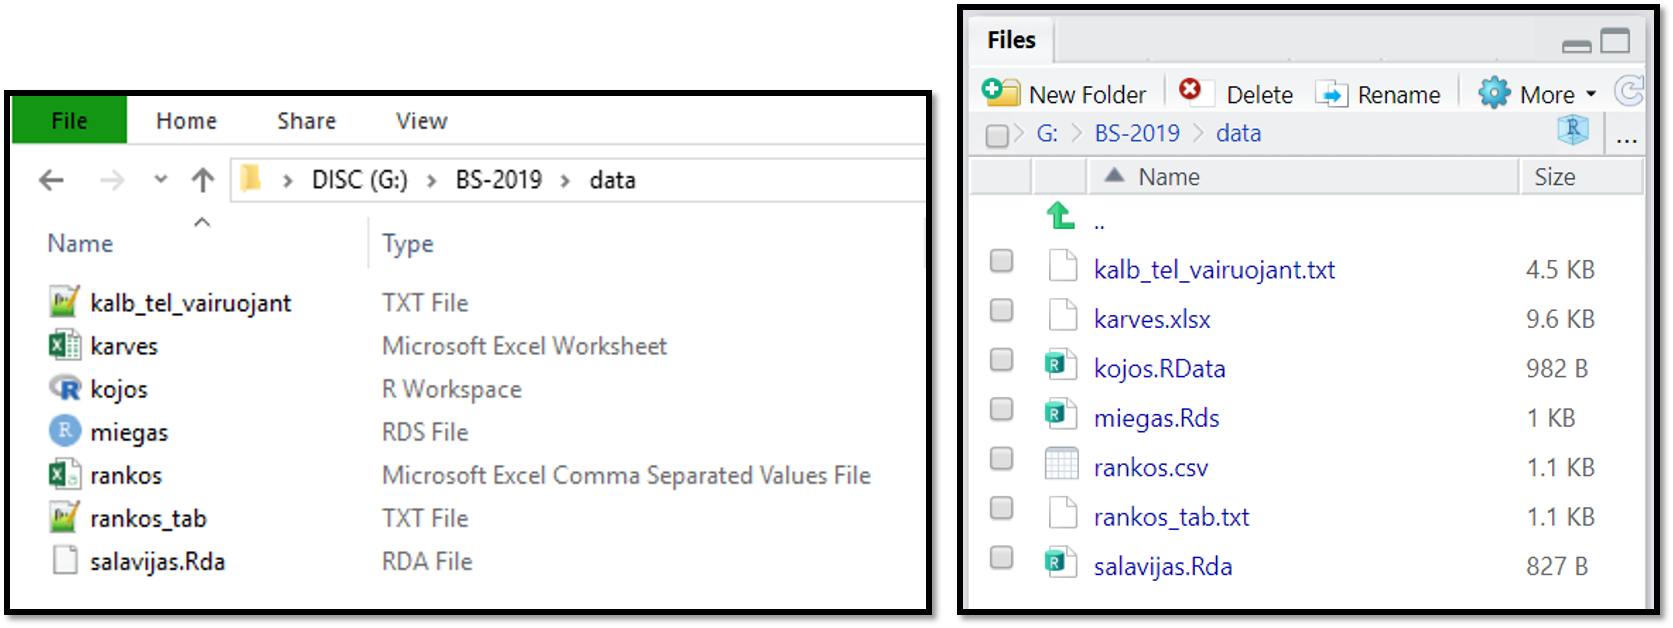 File Home Share View
DISC (G:) BS-2019 data
Name Type
kalb_tel_vairuojant TXT File
karves Microsoft Excel Worksheet
kojos R Workspace
miegas RDS File
rankos Microsoft Excel Comma Separated Values File
rankos_tab TXT File
salavijas.Rda RDA File
Files
New Folder Delete Rename More
G: BS-2019 data ...
Name Size
..
kalb_tel_vairuojant.txt 4.5 KB
karves.xlsx 9.6 KB
kojos.RData 982 B
miegas.Rds 1 KB
rankos.csv 1.1 KB
rankos_tab.txt 1.1 KB
salavijas.Rda 827 B